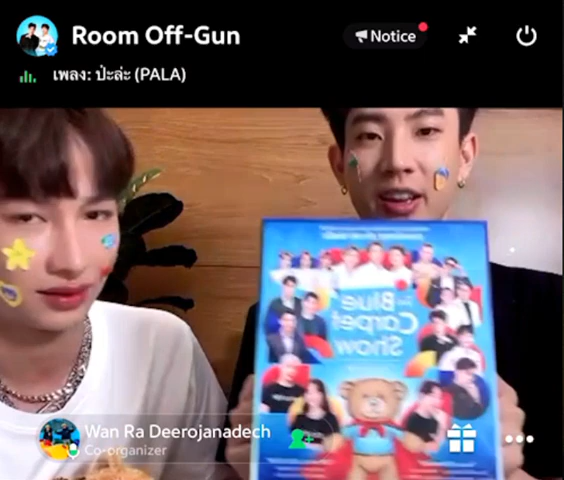 Room Off-Gun
Notice
เพลง: ป่ะล่ะ (PALA)
The Blue
Carpet
Show
Wan Ra Deerojanadech
Co-organizer